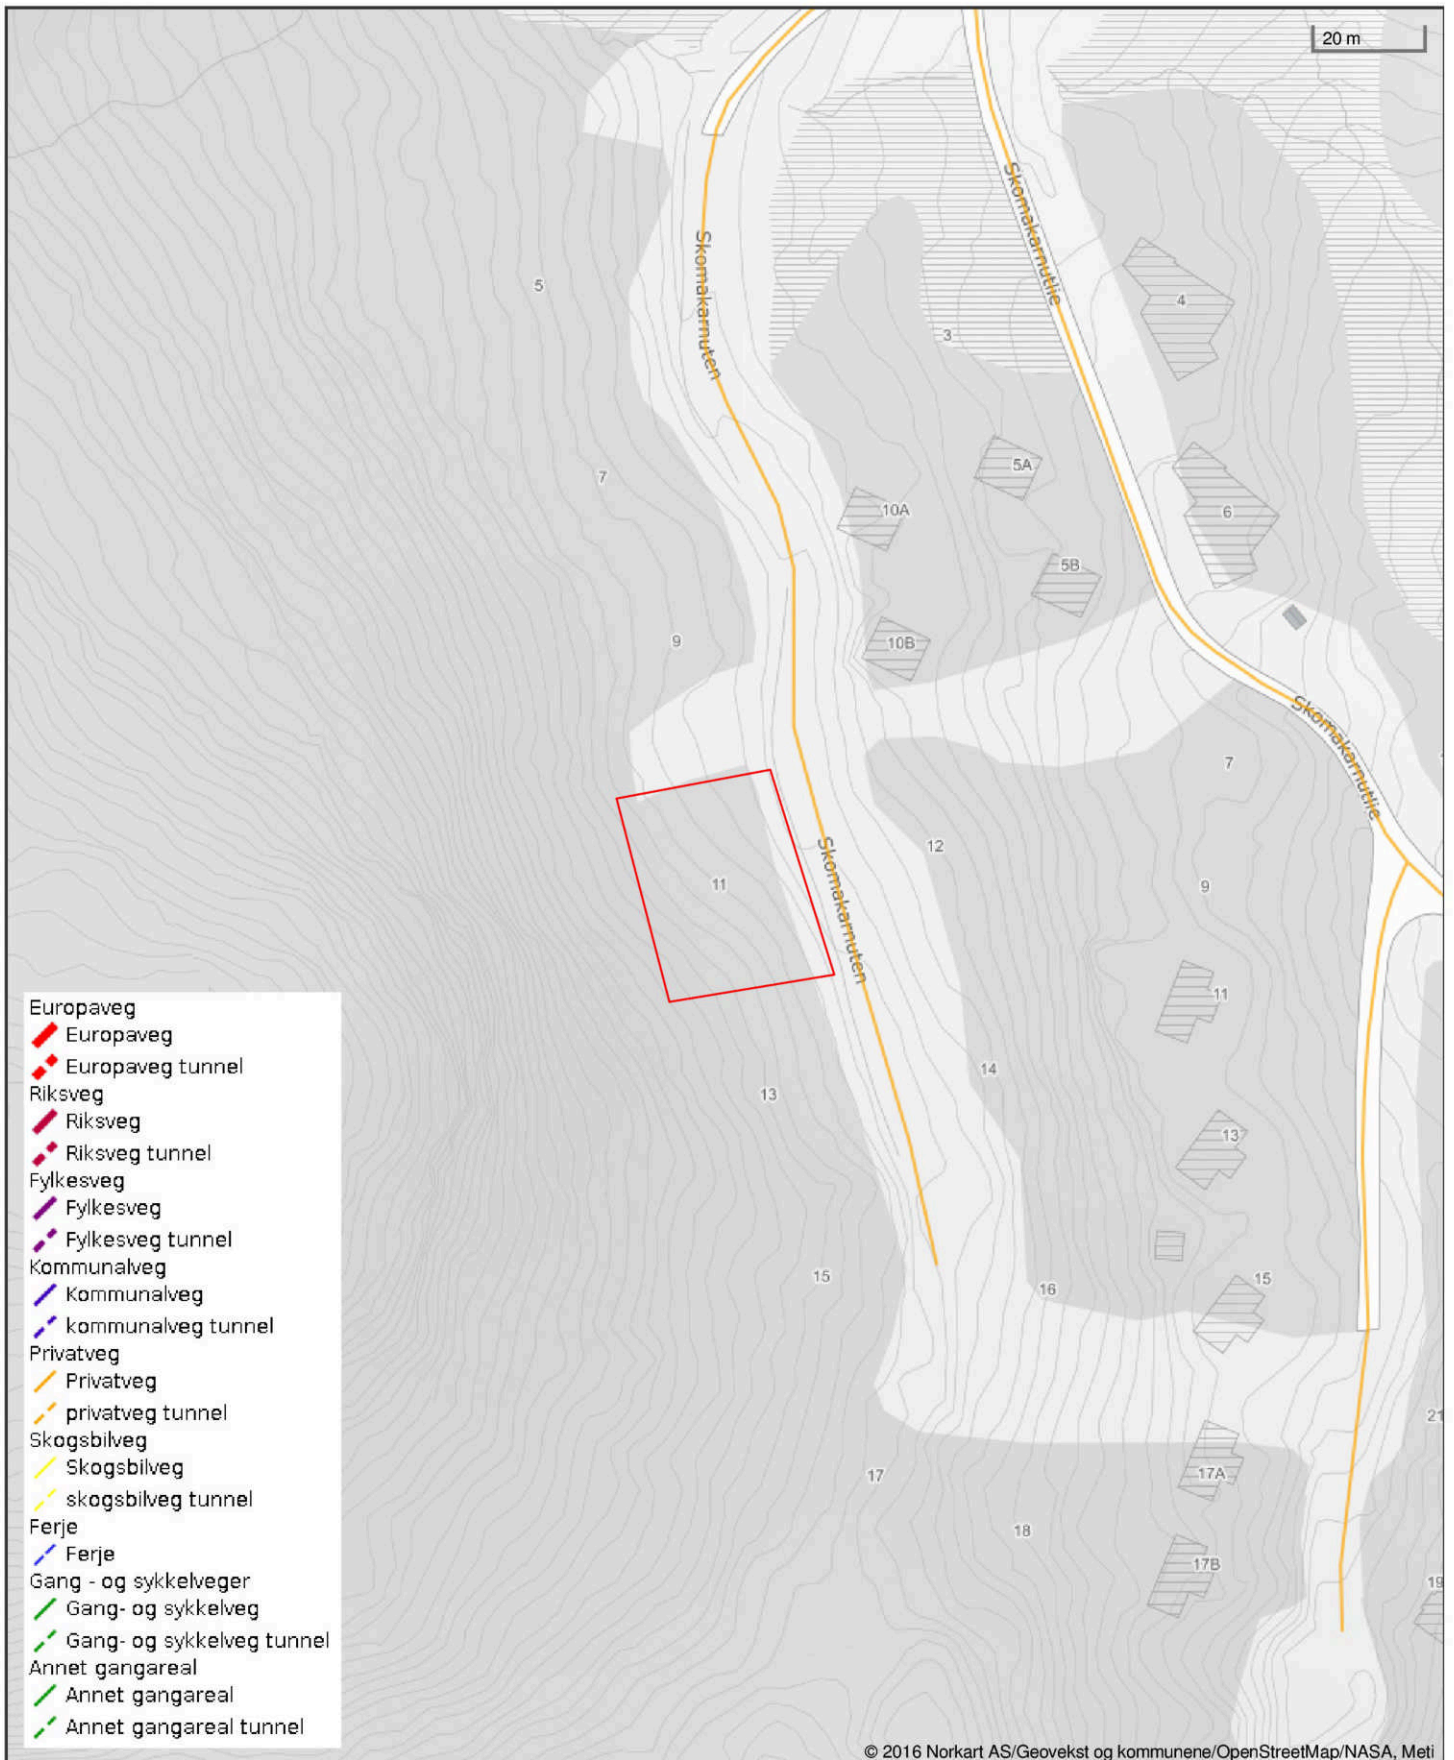 20 m
Skomakarnutlie
Skomakarnuten
5
4
3
5A
7
10A
6
5B
9
10B
Skomakarnutlie
7
12
Skomakarnuten
11
9
11
14
13
13
15
15
16
21
17
17A
18
17B
19
Europaveg
Europaveg
Europaveg tunnel
Riksveg
Riksveg
Riksveg tunnel
Fylkesveg
Fylkesveg
Fylkesveg tunnel
Kommunalveg
Kommunalveg
kommunalveg tunnel
Privatveg
Privatveg
privatveg tunnel
Skogsbilveg
Skogsbilveg
skogsbilveg tunnel
Ferje
Ferje
Gang - og sykkelveger
Gang- og sykkelveg
Gang- og sykkelveg tunnel
Annet gangareal
Annet gangareal
Annet gangareal tunnel
© 2016 Norkart AS/Geovekst og kommunene/OpenStreetMap/NASA, Meti